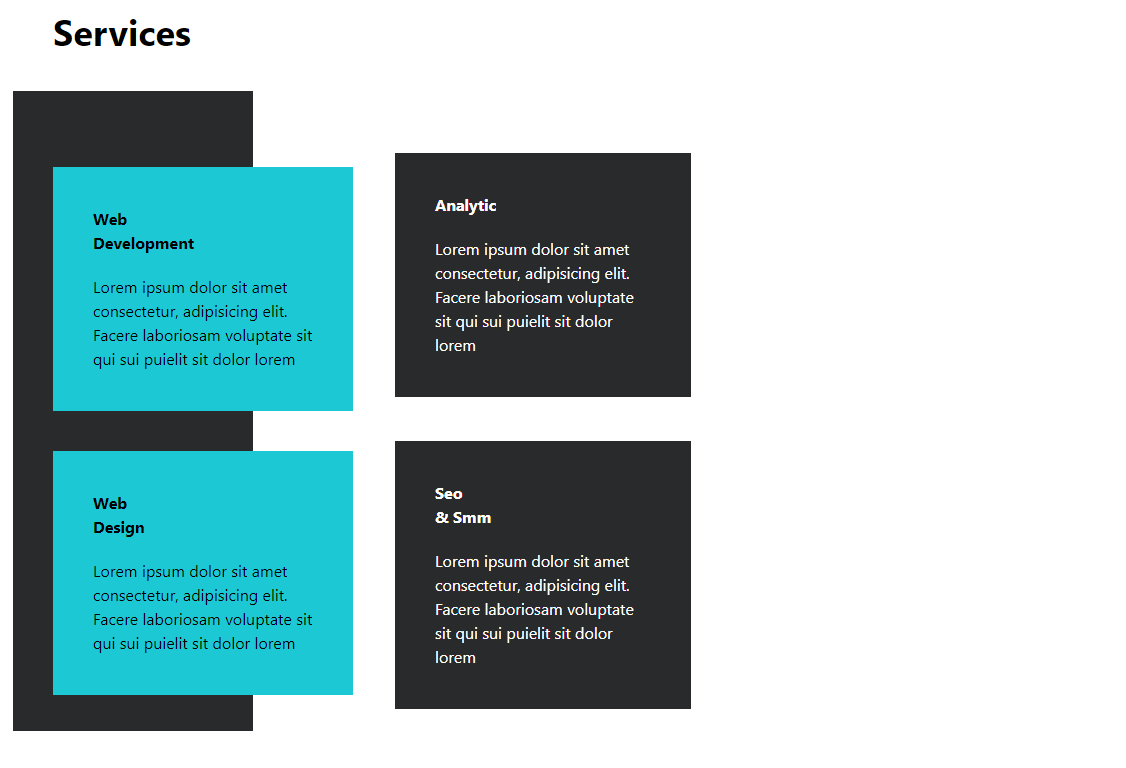 Services
Web
Development
Lorem ipsum dolor sit amet
consectetur, adipisicing elit.
Facere laboriosam voluptate sit
qui sui puielit sit dolor lorem
Analytic
Lorem ipsum dolor sit amet
consectetur, adipisicing elit.
Facere laboriosam voluptate
sit qui sui puielit sit dolor
lorem
Web
Design
Lorem ipsum dolor sit amet
consectetur, adipisicing elit.
Facere laboriosam voluptate sit
qui sui puielit sit dolor lorem
Seo
& Smm
Lorem ipsum dolor sit amet
consectetur, adipisicing elit.
Facere laboriosam voluptate
sit qui sui puielit sit dolor
lorem